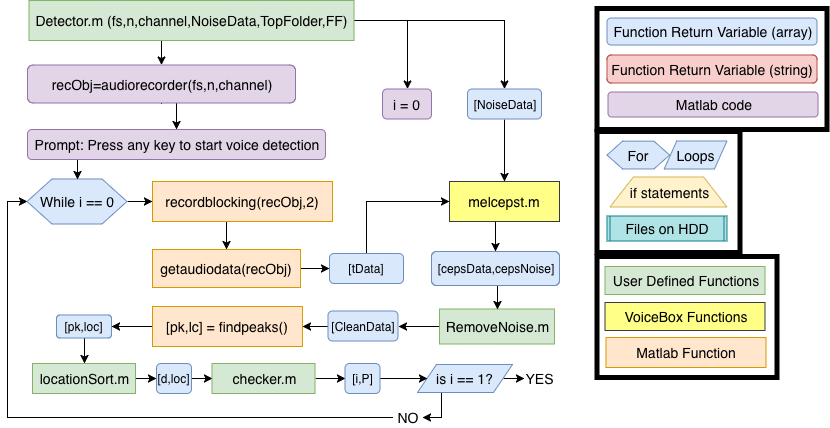 Detector.m (fs,n,channel,NoiseData,TopFolder,FF)
recObj=audiorecorder(fs,n,channel)
i = 0
[NoiseData]
Prompt: Press any key to start voice detection
While i == 0
recordblocking(recObj,2)
melcepst.m
getaudiodata(recObj)
[tData]
[cepsData,cepsNoise]
[pk,loc]
[pk,lc] = findpeaks()
[CleanData]
RemoveNoise.m
locationSort.m
[d,loc]
checker.m
[i,P]
is i == 1?
YES
NO
Function Return Variable (array)
Function Return Variable (string)
Matlab code
For
Loops
if statements
Files on HDD
User Defined Functions
VoiceBox Functions
Matlab Function